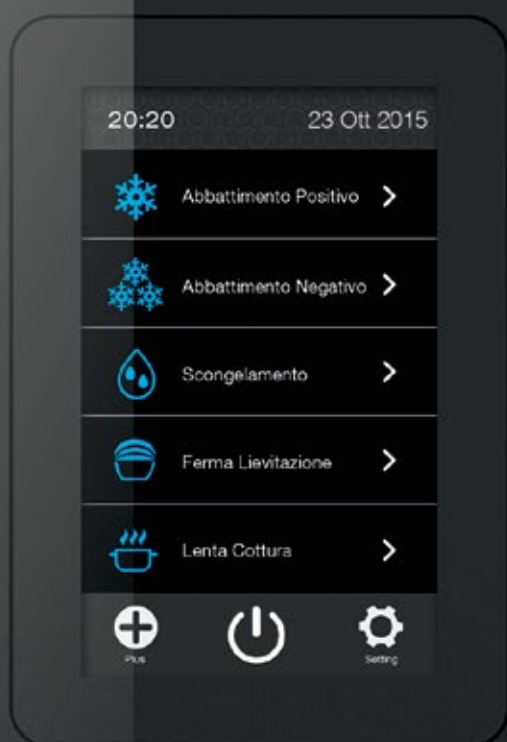 20:20 23 Ott 2015
Abbattimento Positivo
Abbattimento Negativo
Scongelamento
Ferma Lievitazione
Lenta Cottura
Plus Setting